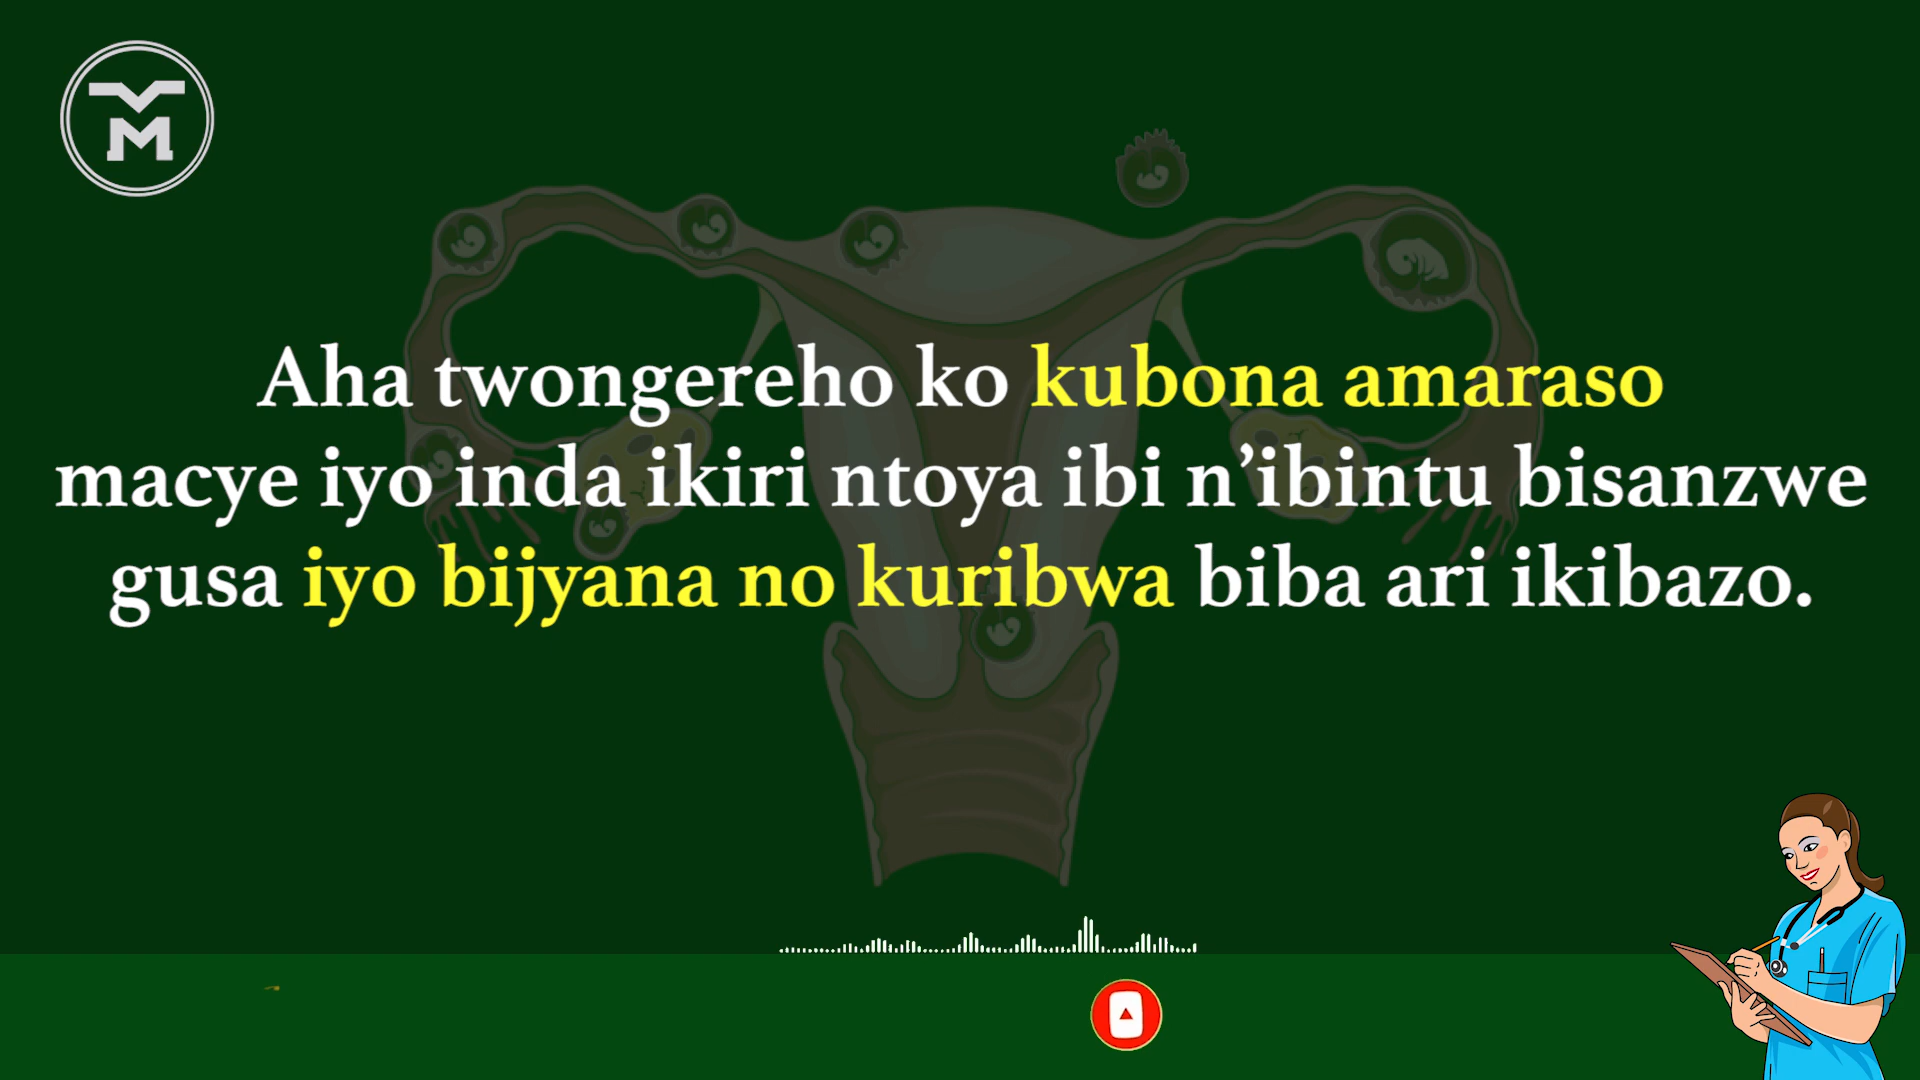 YM
Aha twongereho ko kubona amaraso
macye iyo inda ikiri ntoya ibi n’ibintu bisanzwe
gusa iyo bijyana no kuribwa biba ari ikibazo.